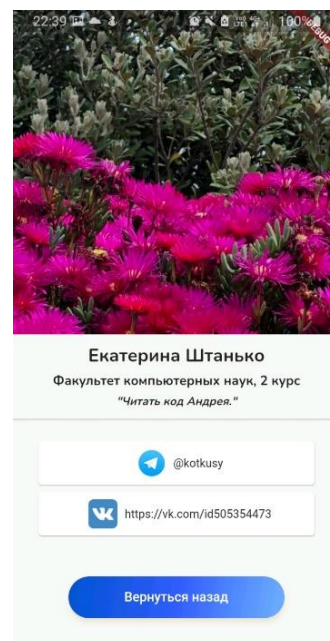 22:39
100%
DEBUG
Екатерина Штанько
Факультет компьютерных наук, 2 курс
"Читать код Андрея."
@kotkusy
https://vk.com/id505354473
Вернуться назад